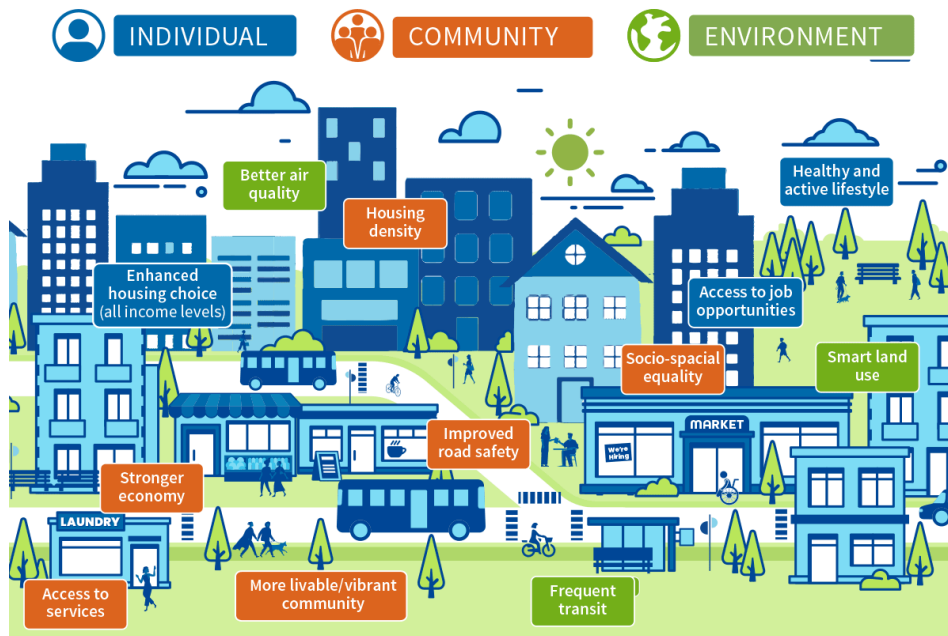 INDIVIDUAL
COMMUNITY
ENVIRONMENT
Better air
quality
Healthy and
active lifestyle
Housing
density
Enhanced
housing choice
(all income levels)
Access to job
opportunities
Socio-spacial
equality
Smart land
use
MARKET
Improved
road safety
We're
Hiring
Stronger
economy
LAUNDRY
Access to
services
More livable/vibrant
community
Frequent
transit